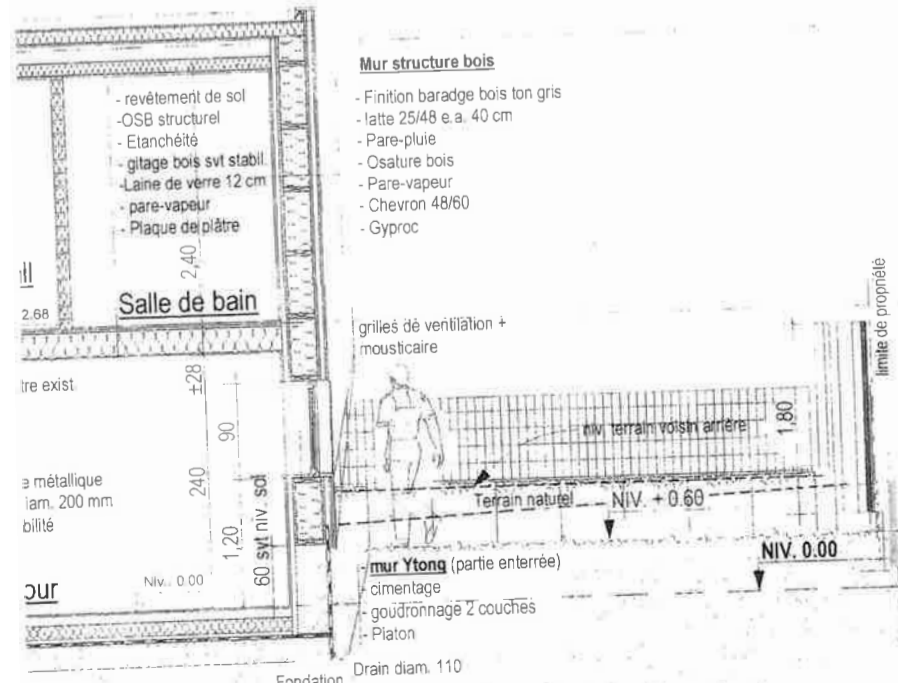 Mur structure bois
- Finition baradge bois ton gris
- latte 25/48 e.a. 40 cm
- Pare-pluie
- Osature bois
- Pare-vapeur
- Chevron 48/60
- Gyproc
- revêtement de sol
-OSB structurel
- Etanchéité
- gitage bois svt stabil.
-Laine de verre 12 cm
- pare-vapeur
- Plaque de plâtre
2,40
2.68
Salle de bain
grilles de ventilation +
mousticaire
limite de propriété
tre exist.
±28
90
240
1,20
60 svt niv. sol
e métallique
iam. 200 mm
bilité
our
Niv. 0.00
niv. terrain voisin arrière
1,80
Terrain naturel
NIV. + 0.60
NIV. 0.00
- mur Ytong (partie enterrée)
- cimentage
- goudronnage 2 couches
- Platon
Drain diam. 110
Fondation